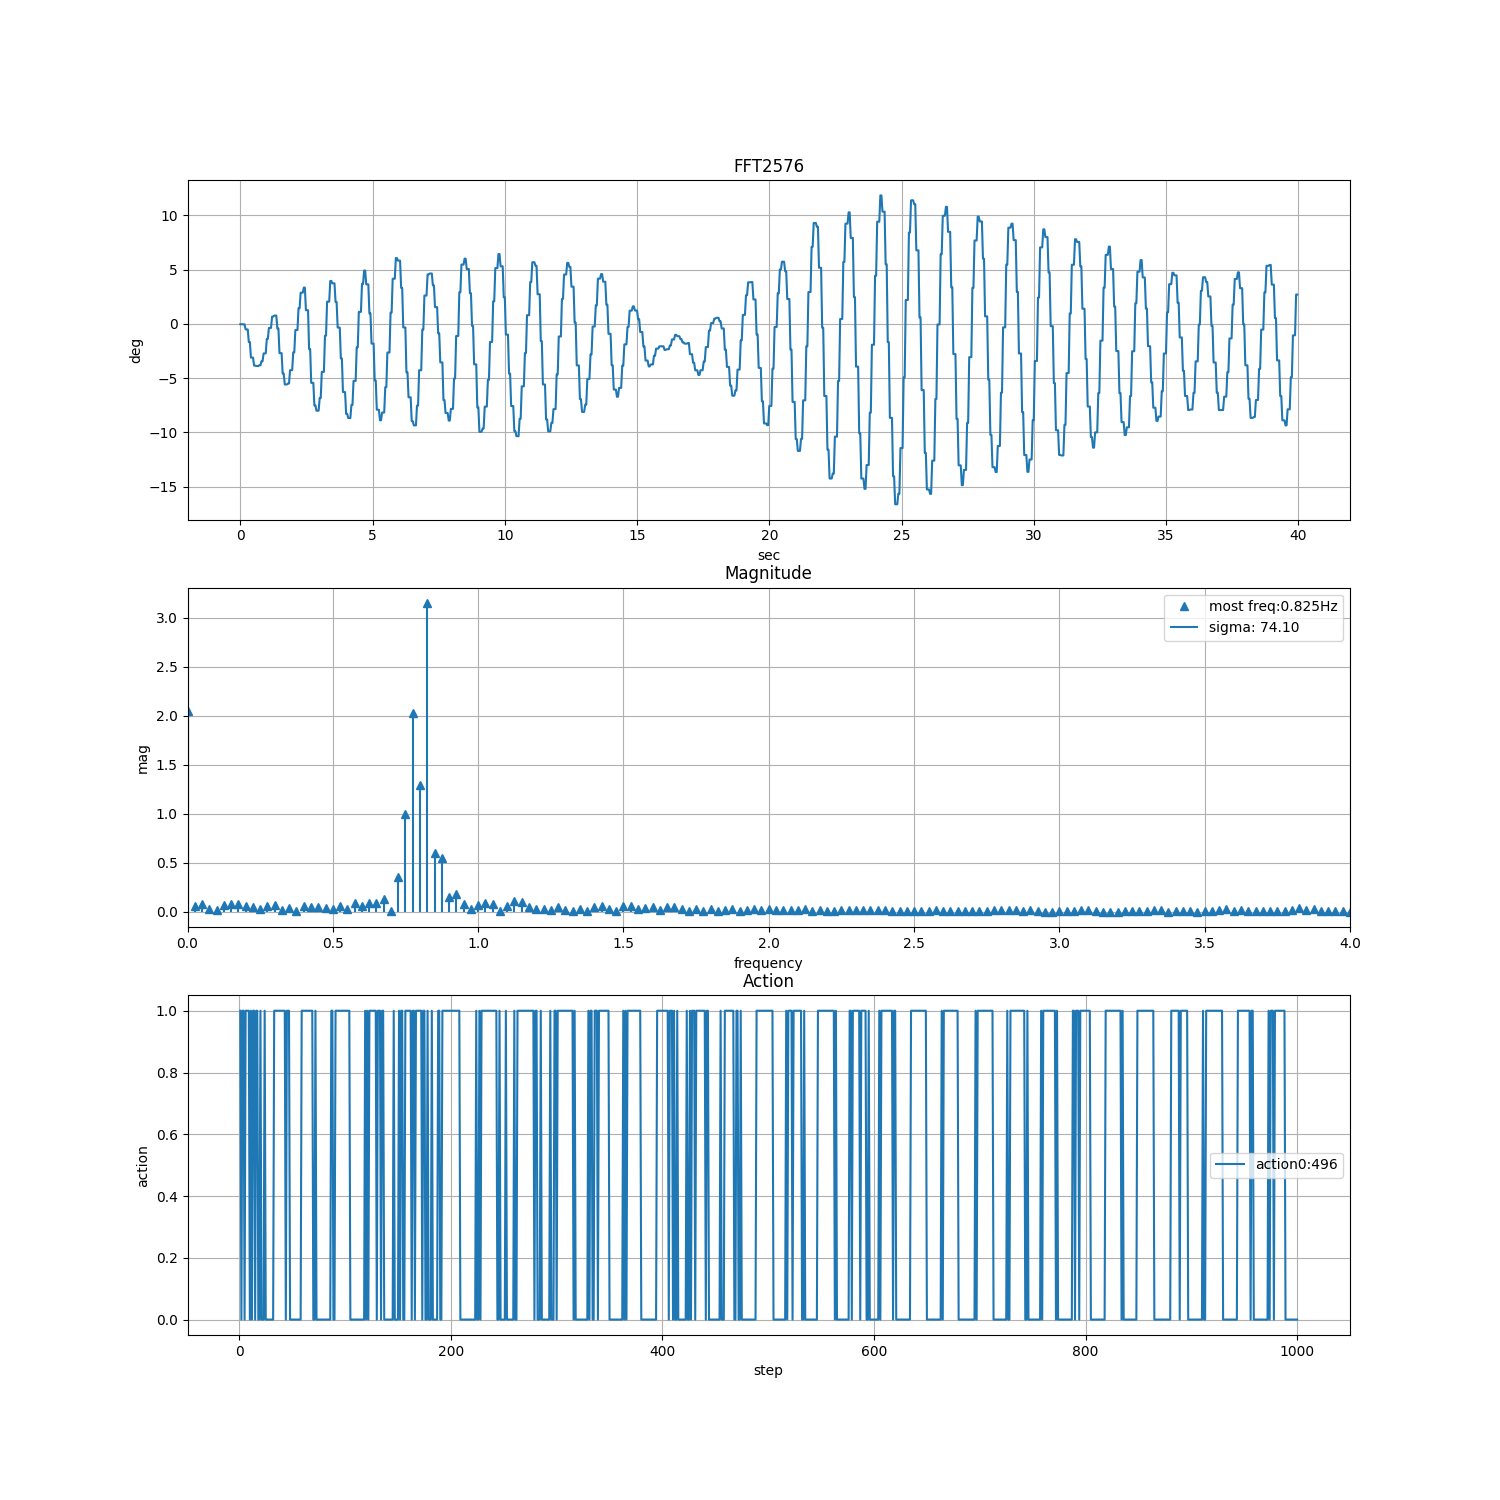 FFT2576
10
5
0
−5
−10
−15
deg
0 5 10 15 20 25 30 35 40
sec
Magnitude
most freq:0.825Hz
sigma: 74.10
3.0
2.5
2.0
1.5
1.0
0.5
0.0
mag
0.0 0.5 1.0 1.5 2.0 2.5 3.0 3.5 4.0
frequency
Action
1.0
0.8
0.6
0.4
0.2
0.0
action
action0:496
0 200 400 600 800 1000
step